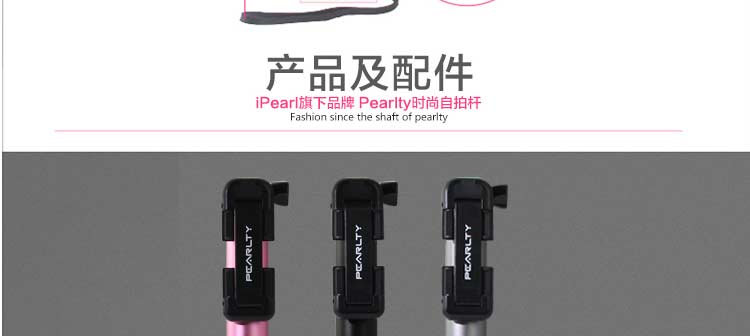 产品及配件
iPearl旗下品牌 Pearlty时尚自拍杆
Fashion since the shaft of pearlty
PEARLTY
PEARLTY
PEARLTY